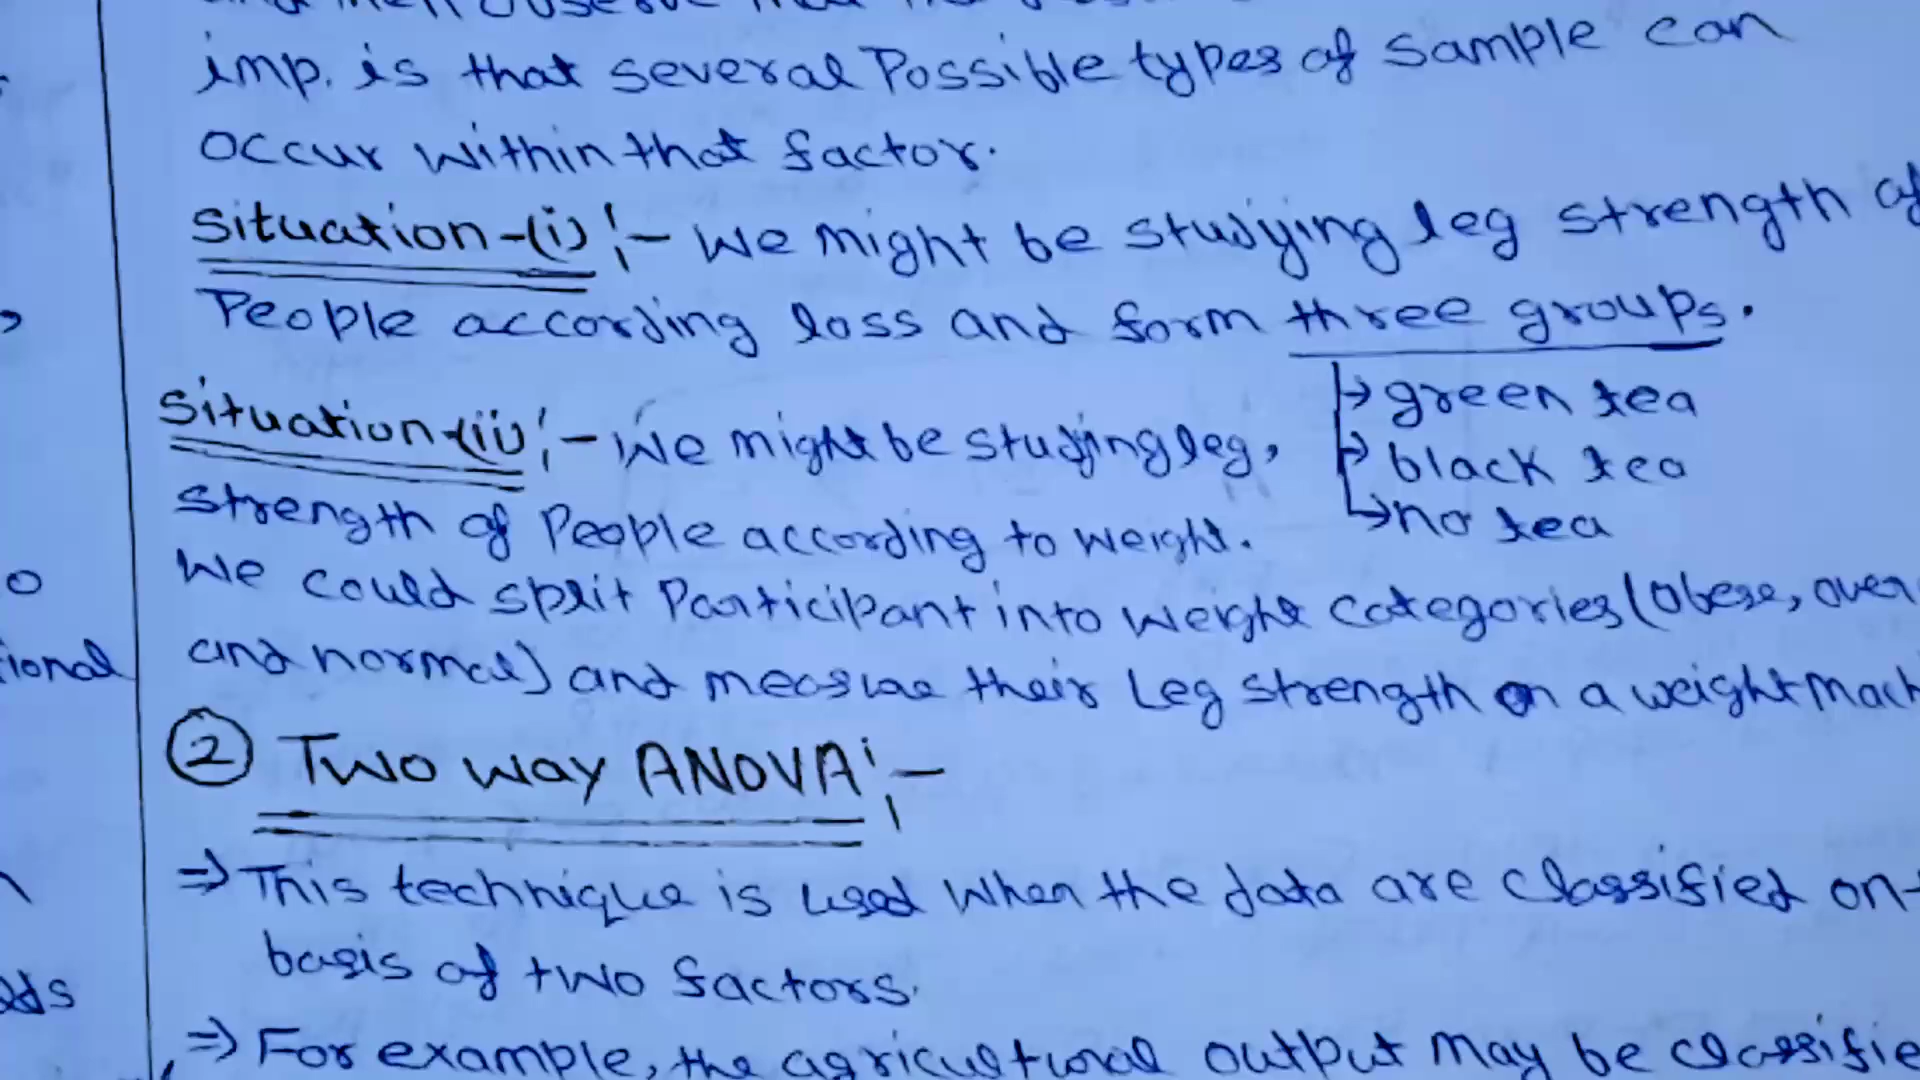 imp. is that several Possible types of sample can
occur within that factor.
Situation-(i):- We might be studying leg strength of
People according loss and form three groups.
→ green tea
→ black tea
→ no tea
Situation-(ii):- We might be studying leg,
strength of People according to weight.
We could split Participant into weight categories (obese, over
and normal) and measure their Leg strength on a weight mach
② Two way ANOVA:-
⇒ This technique is used when the data are classified on
basis of two factors.
⇒ For example, the agricultural output may be classifie
ional